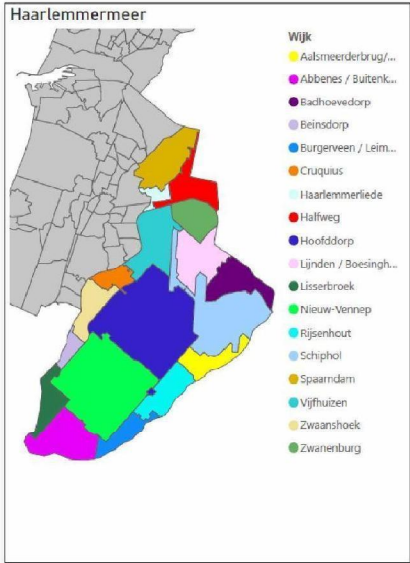 Haarlemmermeer
Wijk
Aalsmeerderbrug/...
Abbenes / Buitenk...
Badhoevedorp
Beinsdorp
Burgerveen / Leim...
Cruquius
Haarlemmerliede
Halfweg
Hoofddorp
Lijnden / Boesingh...
Lisserbroek
Nieuw-Vennep
Rijsenhout
Schiphol
Spaarndam
Vijfhuizen
Zwaanshoek
Zwanenburg